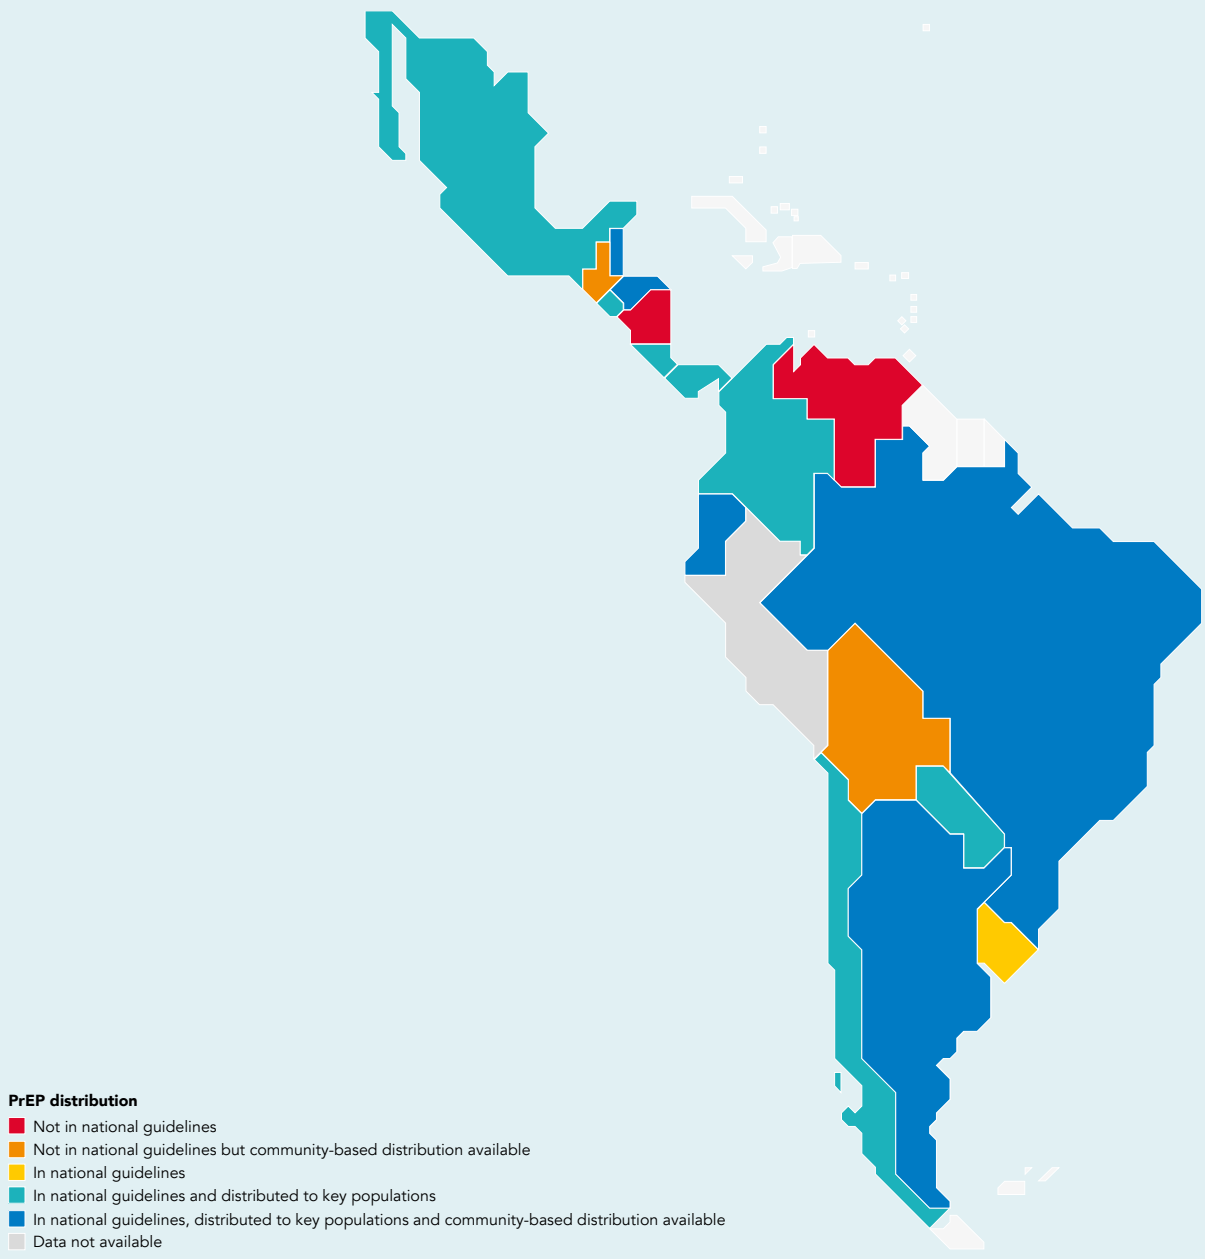 PrEP distribution
Not in national guidelines
Not in national guidelines but community-based distribution available
In national guidelines
In national guidelines and distributed to key populations
In national guidelines, distributed to key populations and community-based distribution available
Data not available